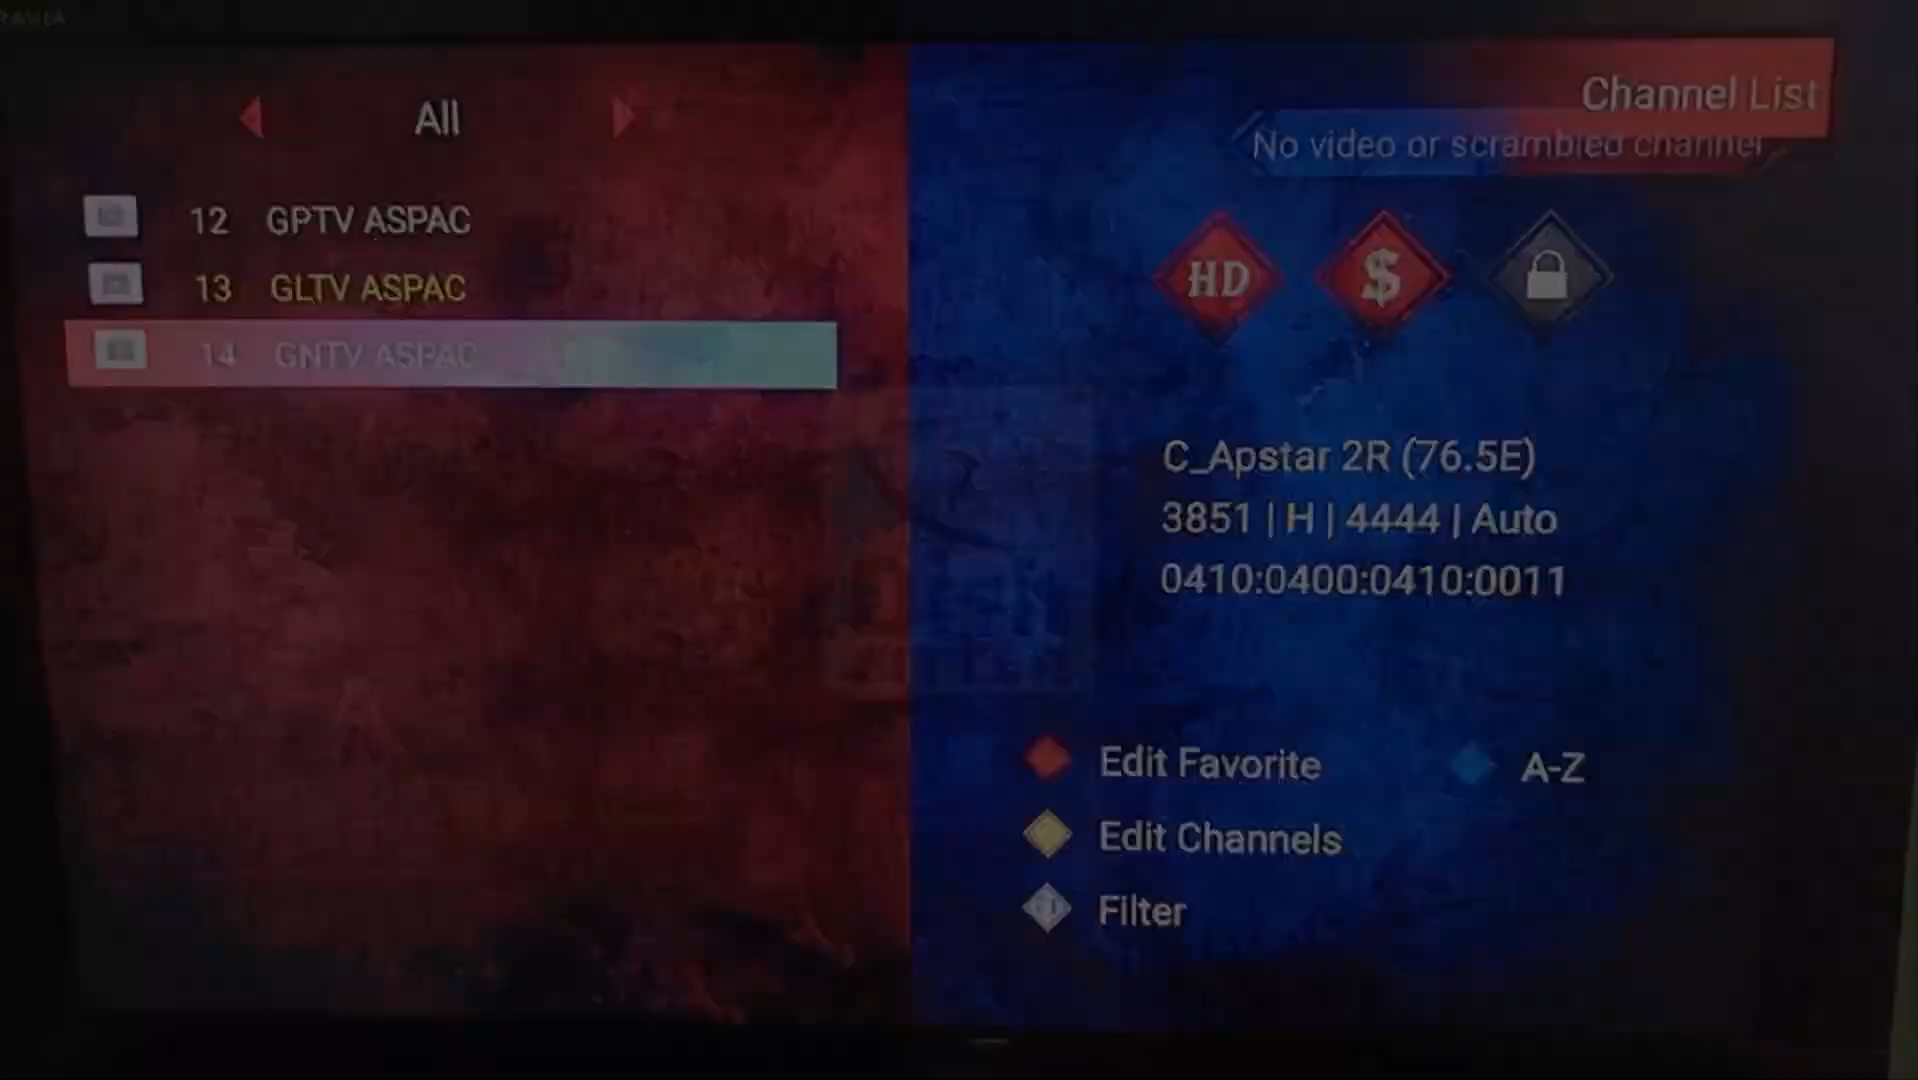 All
12 GPTV ASPAC
13 GLTV ASPAC
14 GNTV ASPAC
Channel List
No video or scrambled channel
HD
$
C_Apstar 2R (76.5E)
3851 | H | 4444 | Auto
0410:0400:0410:0011
Edit Favorite
A-Z
Edit Channels
Filter